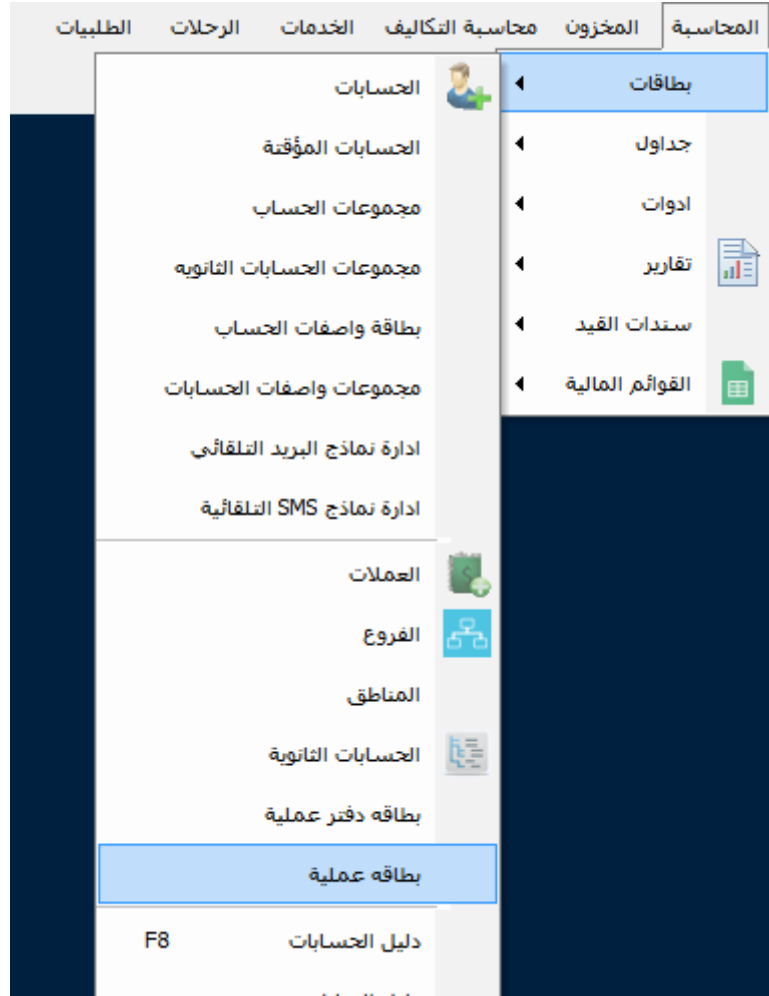 المحاسبة المخزون محاسبة التكاليف الخدمات الرحلات الطلبيات
بطاقات
جداول
ادوات
تقارير
سندات القيد
القوائم المالية
الحسابات
الحسابات المؤقتة
مجموعات الحساب
مجموعات الحسابات الثانويه
بطاقة واصفات الحساب
مجموعات واصفات الحسابات
ادارة نماذج البريد التلقائي
ادارة نماذج SMS التلقائية
العملات
الفروع
المناطق
الحسابات الثانوية
بطاقه دفتر عملية
بطاقه عملية
دليل الحسابات F8